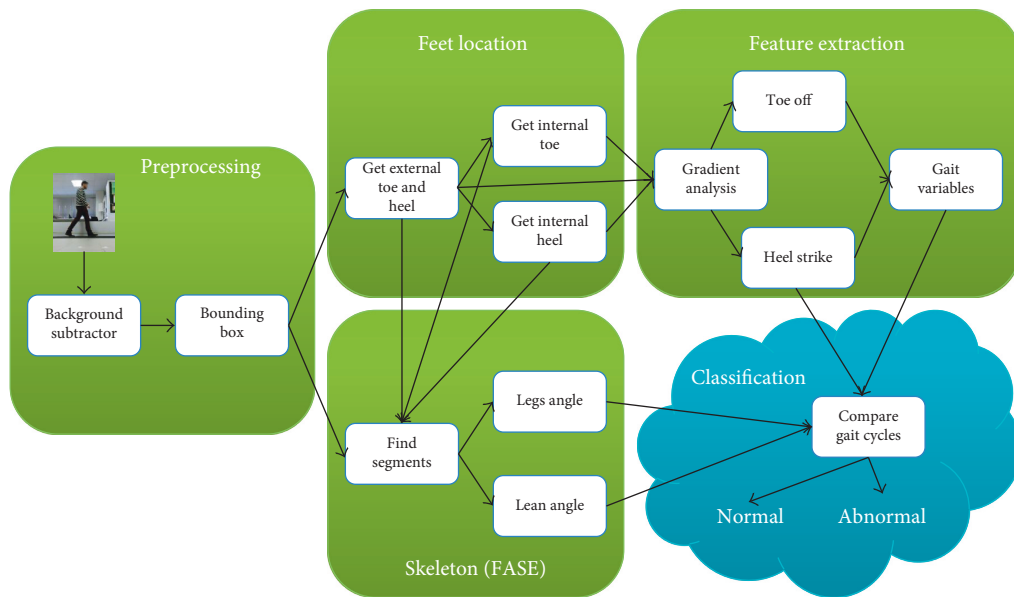 Preprocessing
Background
subtractor
Bounding
box
Feet location
Get external
toe and
heel
Get internal
toe
Get internal
heel
Feature extraction
Toe off
Gradient
analysis
Heel strike
Gait
variables
Find
segments
Legs angle
Lean angle
Skeleton (FASE)
Classification
Compare
gait cycles
Normal
Abnormal